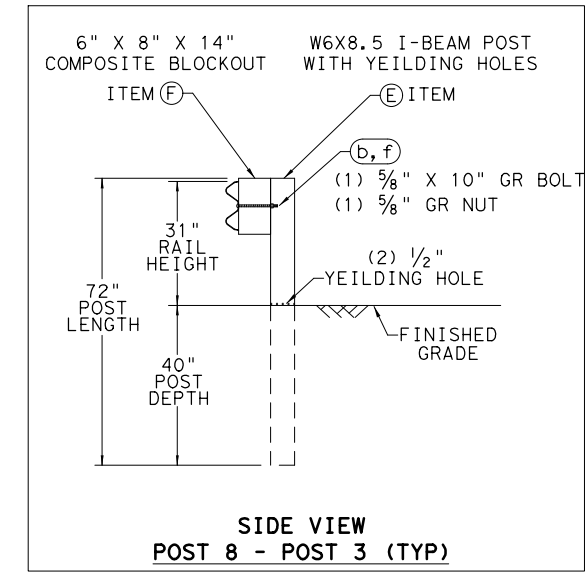 6" X 8" X 14"
COMPOSITE BLOCKOUT
ITEM F
W6X8.5 I-BEAM POST
WITH YEILDING HOLES
E ITEM
b, f
(1) 5/8" X 10" GR BOLT
(1) 5/8" GR NUT
31"
RAIL
HEIGHT
(2) 1/2"
YEILDING HOLE
72"
POST
LENGTH
FINISHED
GRADE
40"
POST
DEPTH
SIDE VIEW
POST 8 - POST 3 (TYP)